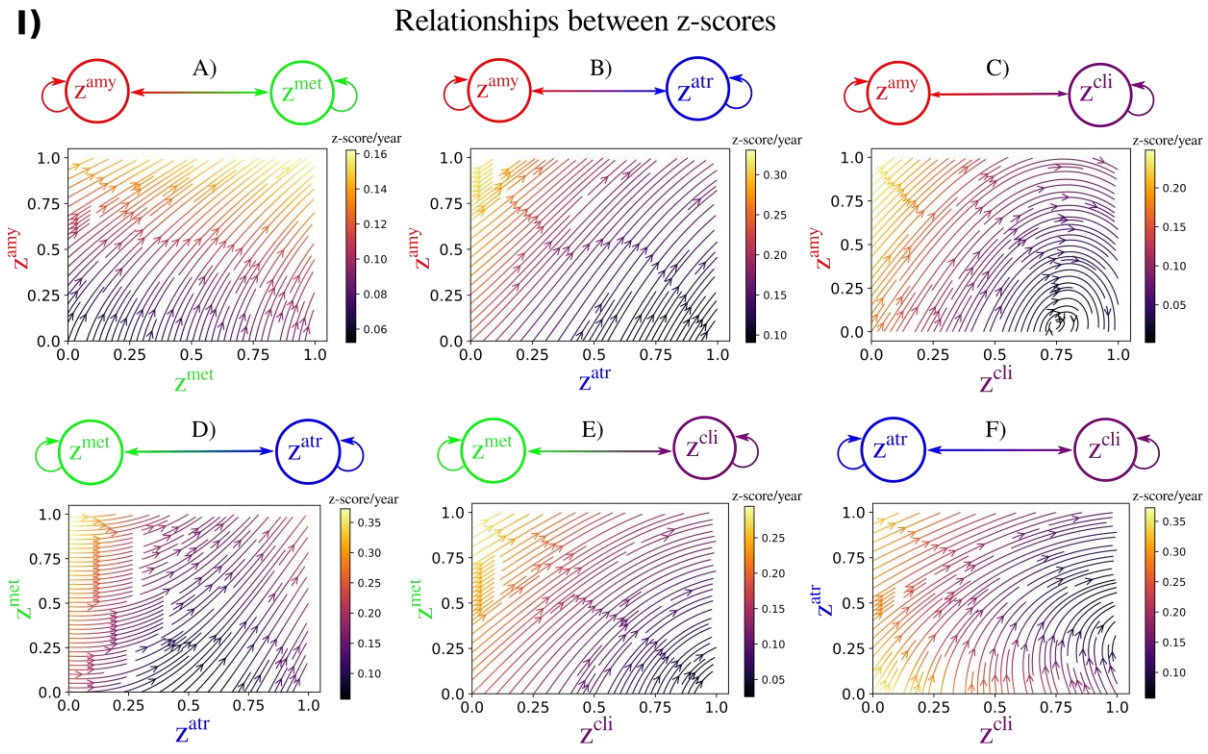 I)
Relationships between z-scores
z^amy A) z^met
z^amy B) z^atr
z^amy C) z^cli
z-score/year
z-score/year
z-score/year
1.0 0.75 0.5 0.25 0.0
z^amy
0.0 0.25 0.5 0.75 1.0
z^met
0.16 0.14 0.12 0.10 0.08 0.06
1.0 0.75 0.5 0.25 0.0
z^amy
0.0 0.25 0.5 0.75 1.0
z^atr
0.30 0.25 0.20 0.15 0.10
1.0 0.75 0.5 0.25 0.0
z^amy
0.0 0.25 0.5 0.75 1.0
z^cli
0.20 0.15 0.10 0.05
z^met D) z^atr
z^met E) z^cli
z^atr F) z^cli
z-score/year
z-score/year
z-score/year
1.0 0.75 0.5 0.25 0.0
z^met
0.0 0.25 0.5 0.75 1.0
z^atr
0.35 0.30 0.25 0.20 0.15 0.10
1.0 0.75 0.5 0.25 0.0
z^met
0.0 0.25 0.5 0.75 1.0
z^cli
0.25 0.20 0.15 0.10 0.05
1.0 0.75 0.5 0.25 0.0
z^atr
0.0 0.25 0.5 0.75 1.0
z^cli
0.35 0.30 0.25 0.20 0.15 0.10